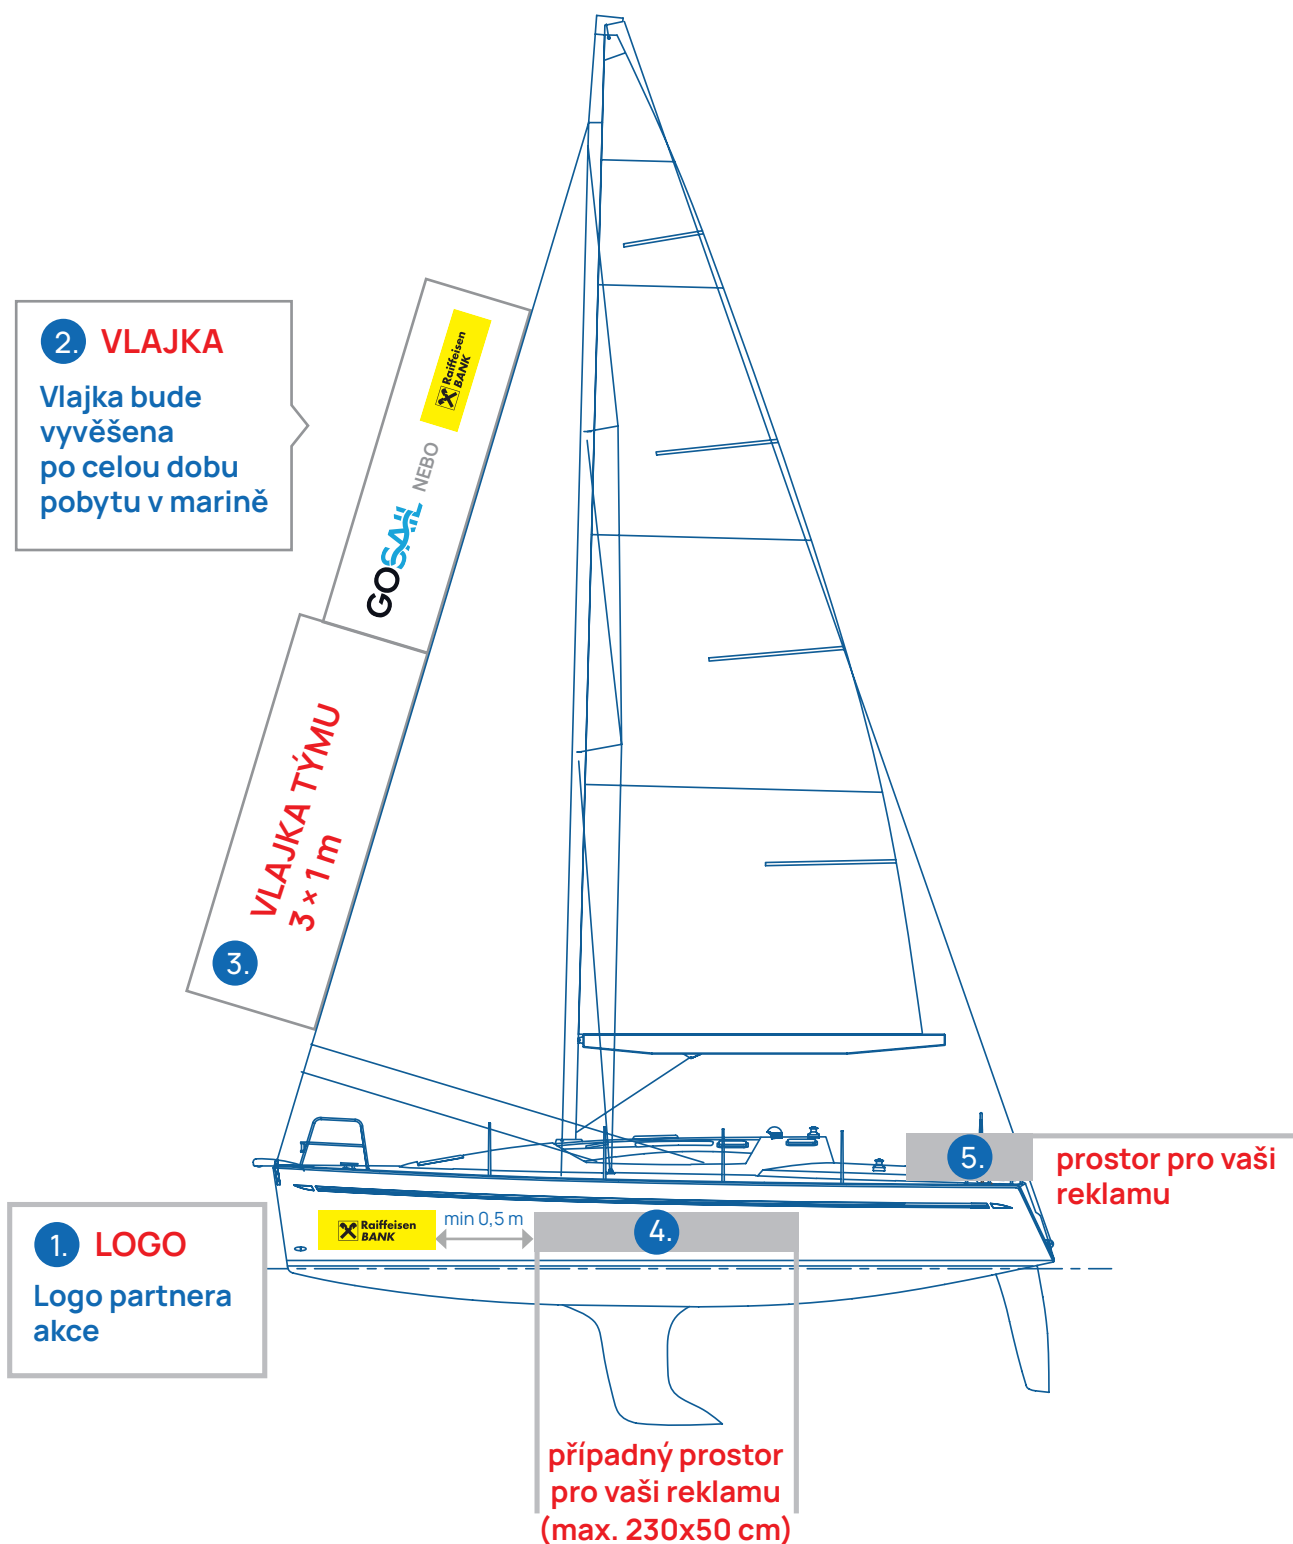 2. VLAJKA
Vlajka bude
vyvěšena
po celou dobu
pobytu v marině
Raiffeisen
BANK
NEBO
GOSAIL
VLAJKA TÝMU
3 × 1 m
3.
5.
prostor pro vaši
reklamu
1. LOGO
Logo partnera
akce
Raiffeisen
BANK
min 0,5 m
4.
případný prostor
pro vaši reklamu
(max. 230x50 cm)